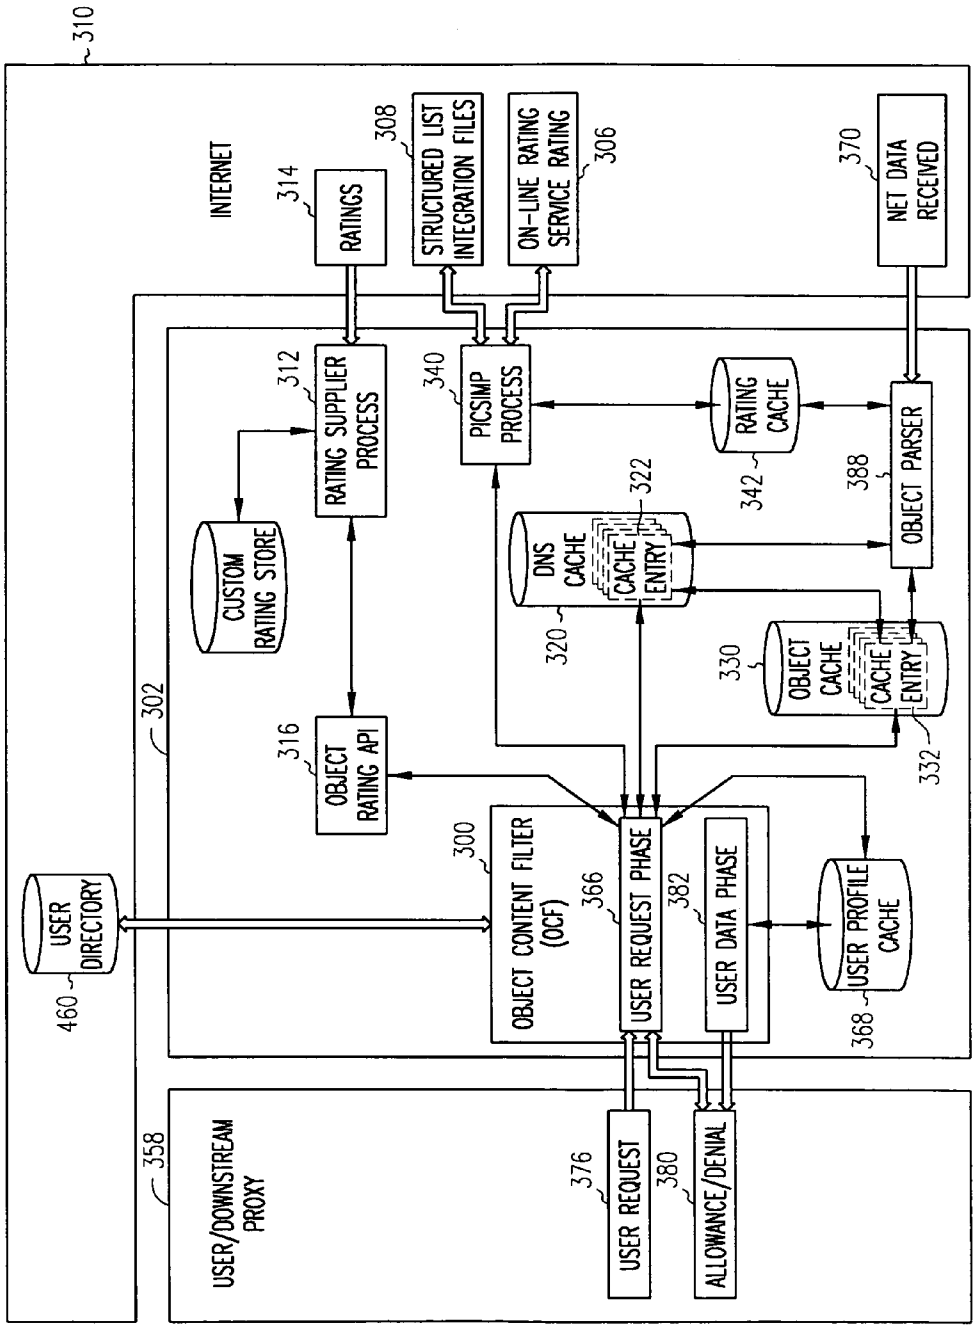 310
INTERNET
314
RATINGS
308
STRUCTURED LIST
INTEGRATION FILES
ON-LINE RATING
SERVICE RATING
306
370
NET DATA
RECEIVED
302
312
RATING SUPPLIER
PROCESS
CUSTOM
RATING STORE
316
OBJECT
RATING API
340
PICSIMP
PROCESS
RATING
CACHE
342
388
OBJECT PARSER
DNS
CACHE
322
CACHE
ENTRY
320
330
OBJECT
CACHE
CACHE
ENTRY
332
USER
DIRECTORY
460
300
OBJECT CONTENT FILTER
(OCF)
366
USER REQUEST PHASE
382
USER DATA PHASE
USER PROFILE
CACHE
368
358
USER/DOWNSTREAM
PROXY
376
USER REQUEST
380
ALLOWANCE/DENIAL